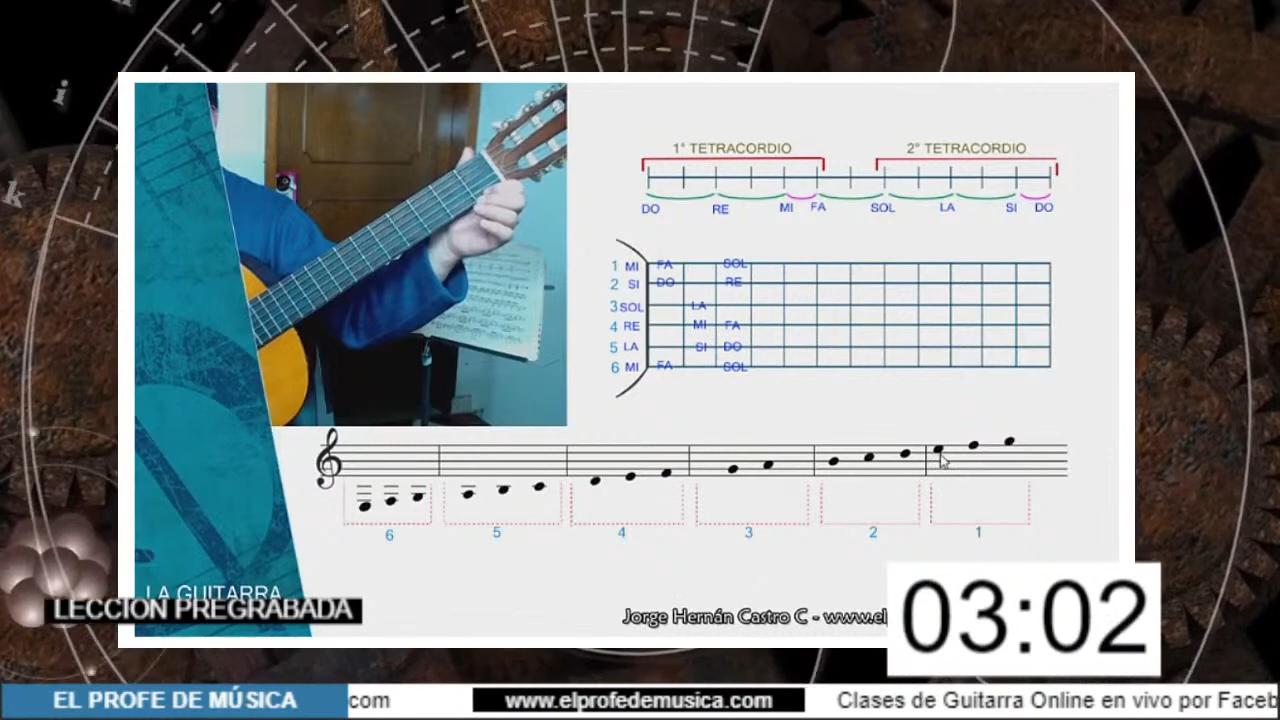 1° TETRACORDIO 2° TETRACORDIO
DO RE MI FA SOL LA SI DO
1 MI FA SOL
2 SI DO RE
3 SOL LA
4 RE MI FA
5 LA SI DO
6 MI FA SOL
6 5 4 3 2 1
LA GUITARRA
LECCION PREGRABADA
Jorge Hernán Castro C - www.el
03:02
EL PROFE DE MÚSICA com www.elprofedemusica.com Clases de Guitarra Online en vivo por Faceb
k